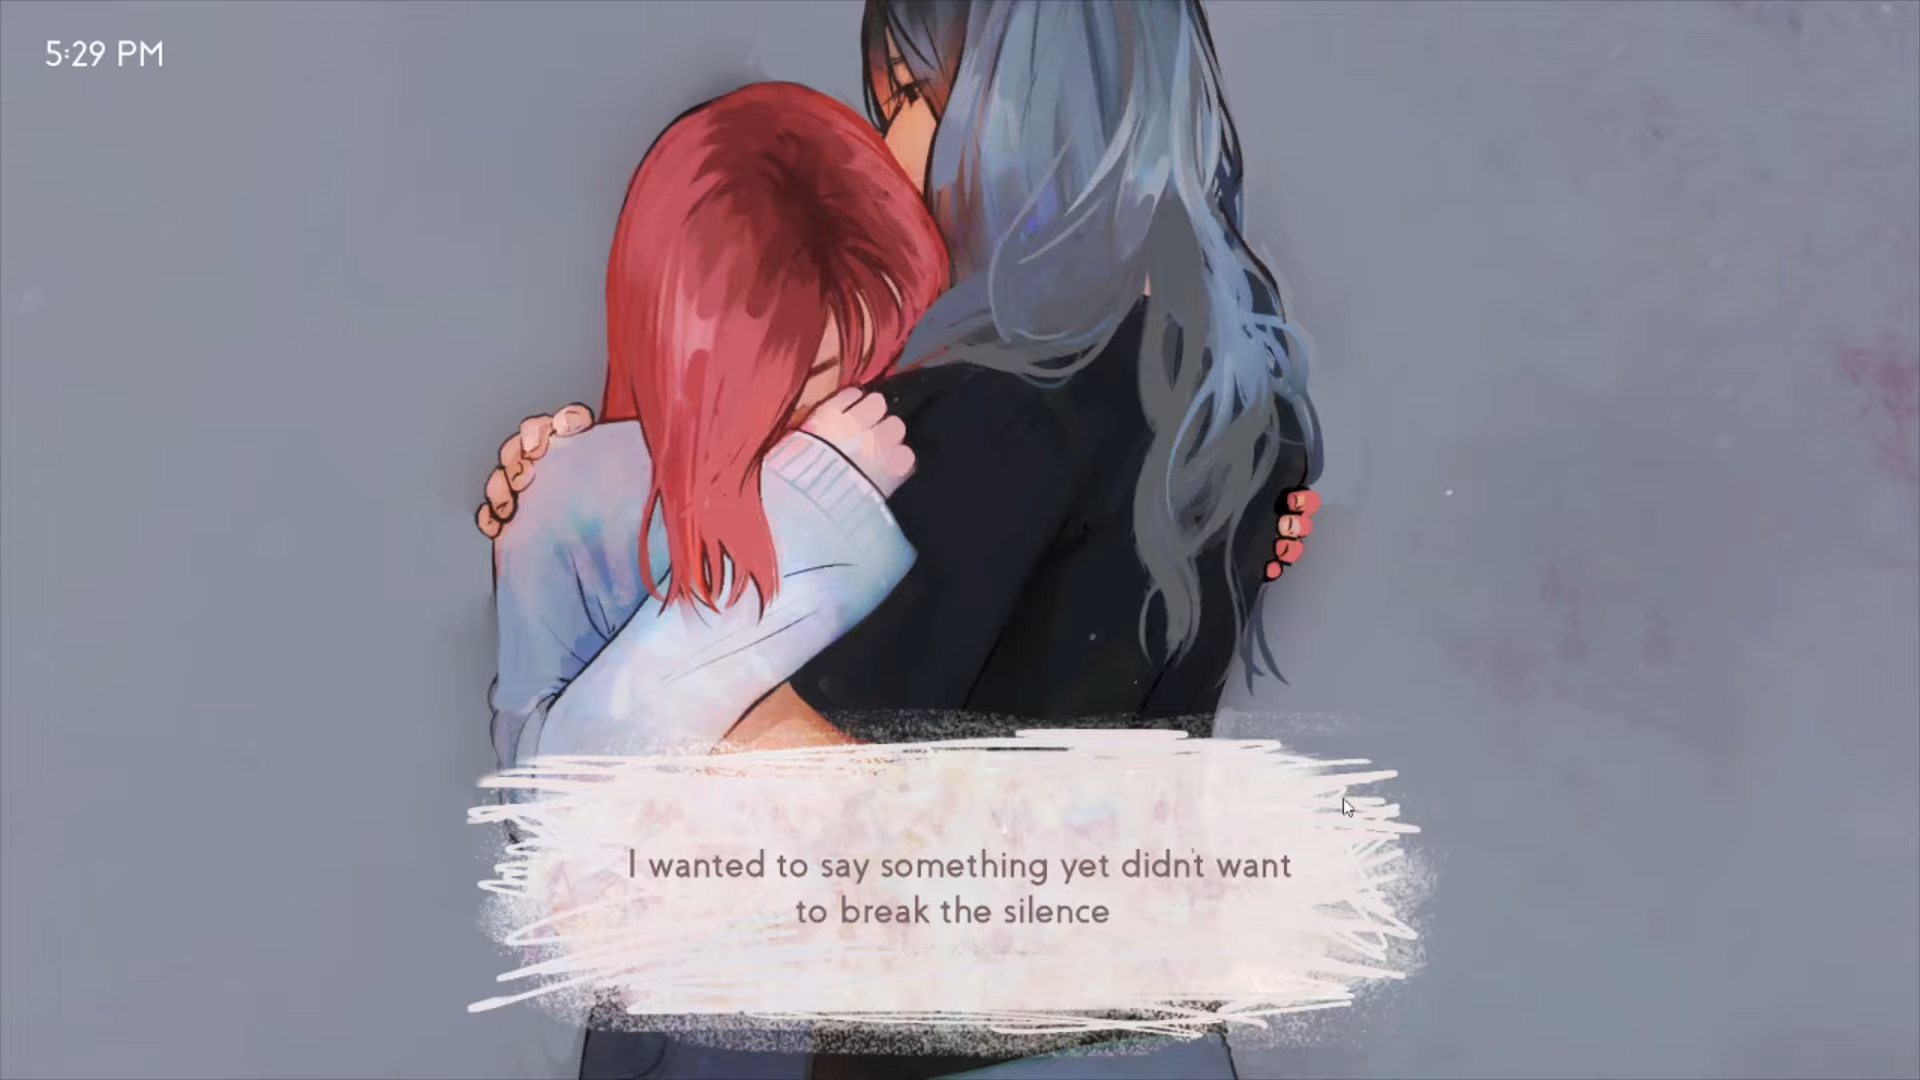 5:29 PM
I wanted to say something yet didn't want
to break the silence